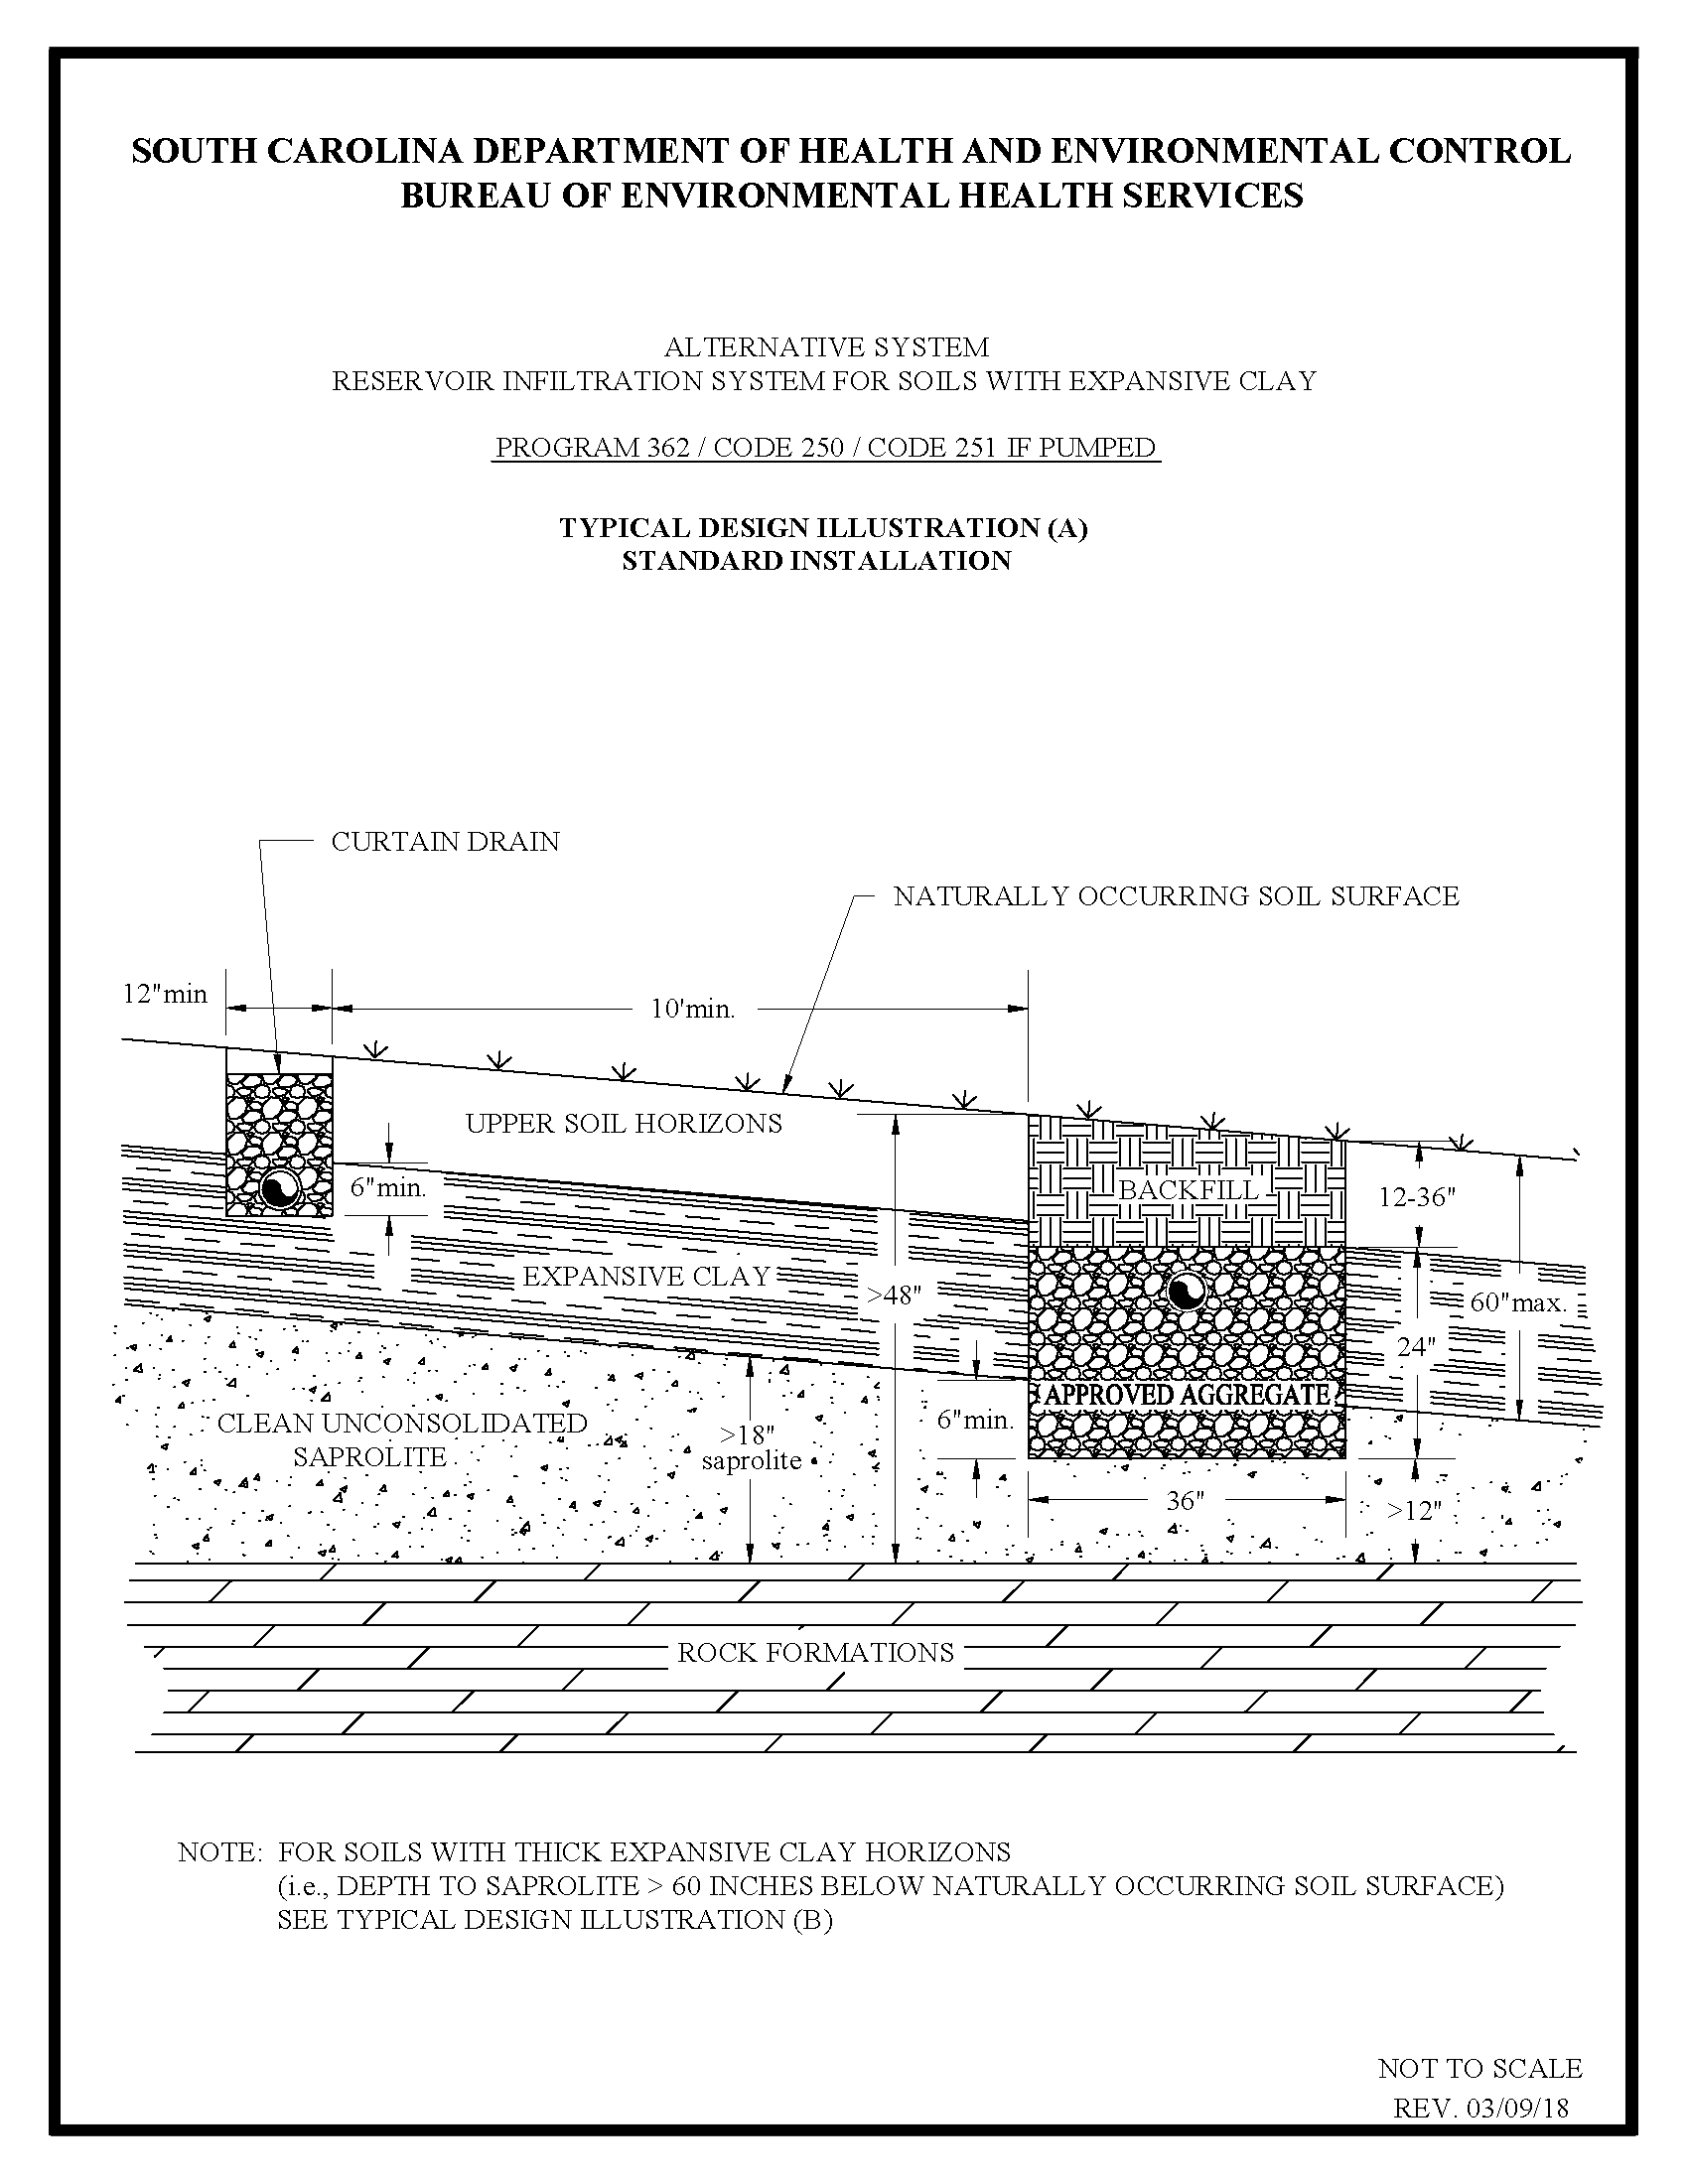 SOUTH CAROLINA DEPARTMENT OF HEALTH AND ENVIRONMENTAL CONTROL
BUREAU OF ENVIRONMENTAL HEALTH SERVICES
ALTERNATIVE SYSTEM
RESERVOIR INFILTRATION SYSTEM FOR SOILS WITH EXPANSIVE CLAY
PROGRAM 362 / CODE 250 / CODE 251 IF PUMPED
TYPICAL DESIGN ILLUSTRATION (A)
STANDARD INSTALLATION
CURTAIN DRAIN
NATURALLY OCCURRING SOIL SURFACE
12"min
10'min.
UPPER SOIL HORIZONS
6"min.
BACKFILL
12-36"
EXPANSIVE CLAY
>48"
60"max.
24"
APPROVED AGGREGATE
6"min.
CLEAN UNCONSOLIDATED
SAPROLITE
>18"
saprolite
36"
>12"
ROCK FORMATIONS
NOTE: FOR SOILS WITH THICK EXPANSIVE CLAY HORIZONS
(i.e., DEPTH TO SAPROLITE > 60 INCHES BELOW NATURALLY OCCURRING SOIL SURFACE)
SEE TYPICAL DESIGN ILLUSTRATION (B)
NOT TO SCALE
REV. 03/09/18